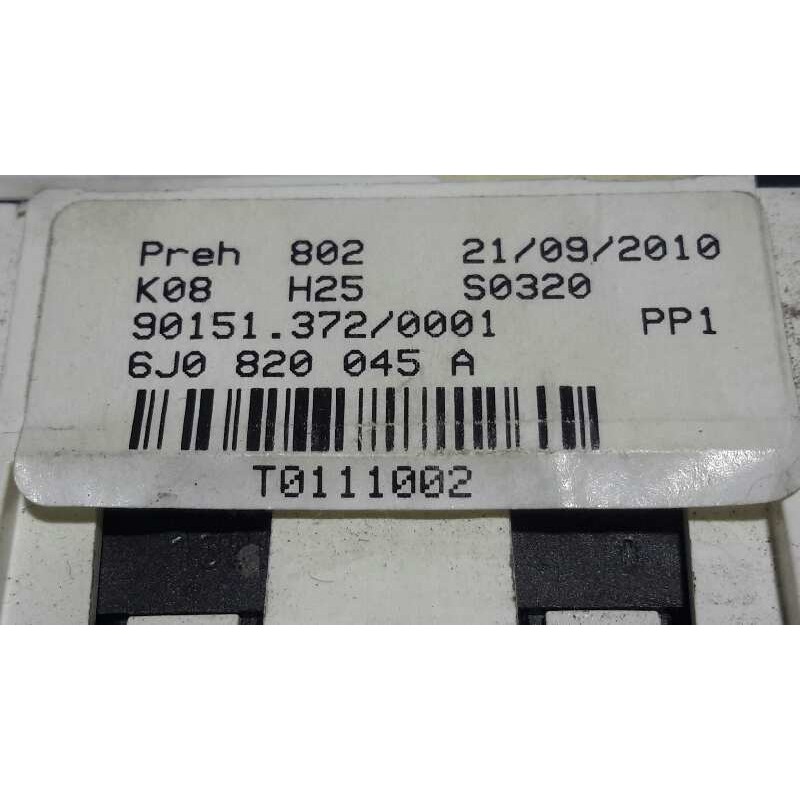 Preh 802 21/09/2010
K08 H25 S0320
90151.372/0001 PP1
6J0 820 045 A
T0111002